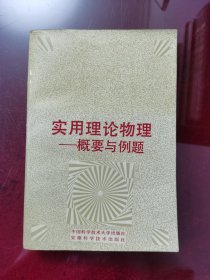 实用理论物理
——概要与例题
中国科学技术大学出版社
安徽科学技术出版社